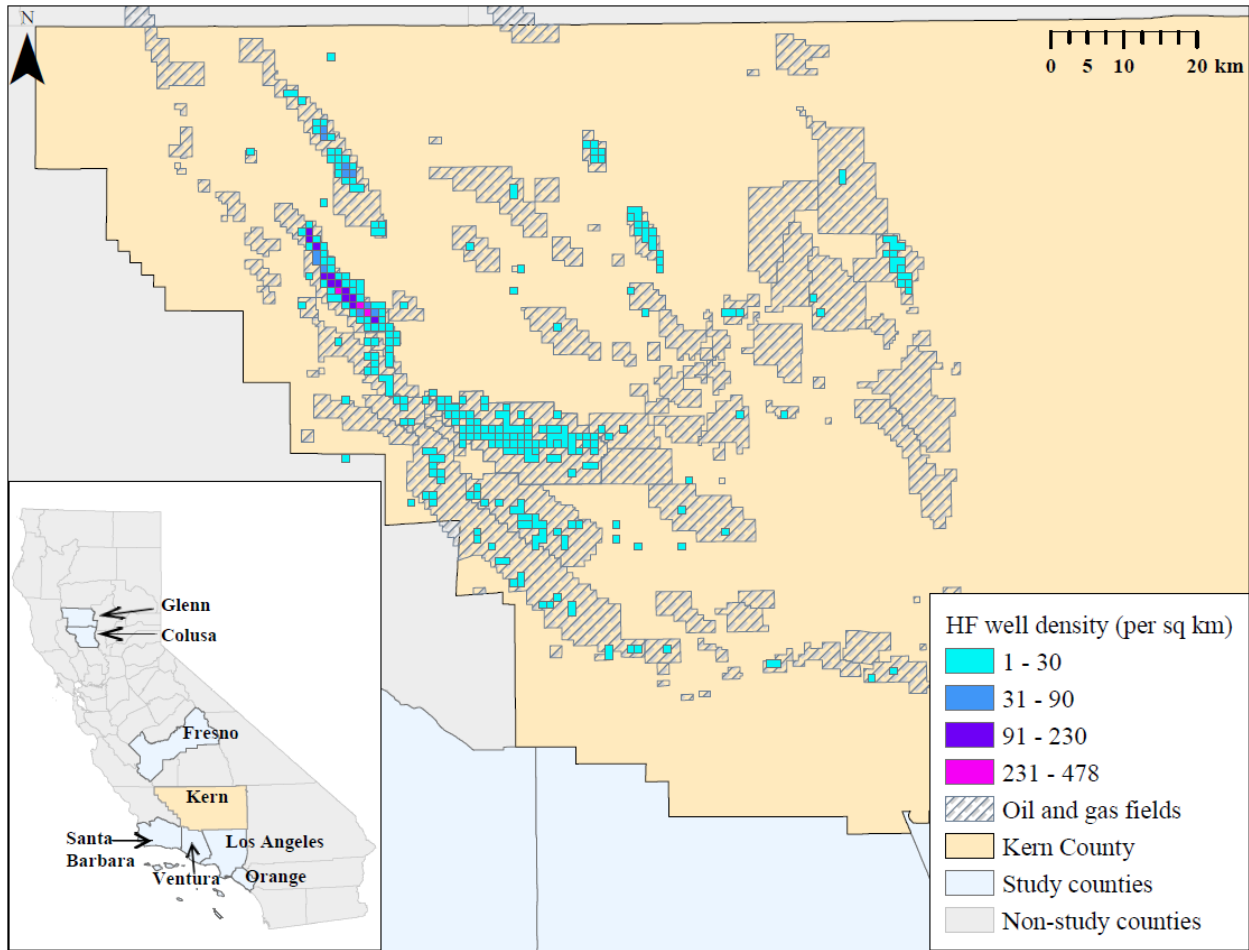 N
0 5 10 20 km
Glenn
Colusa
Fresno
Kern
Santa
Barbara
Los Angeles
Ventura
Orange
HF well density (per sq km)
1 - 30
31 - 90
91 - 230
231 - 478
Oil and gas fields
Kern County
Study counties
Non-study counties